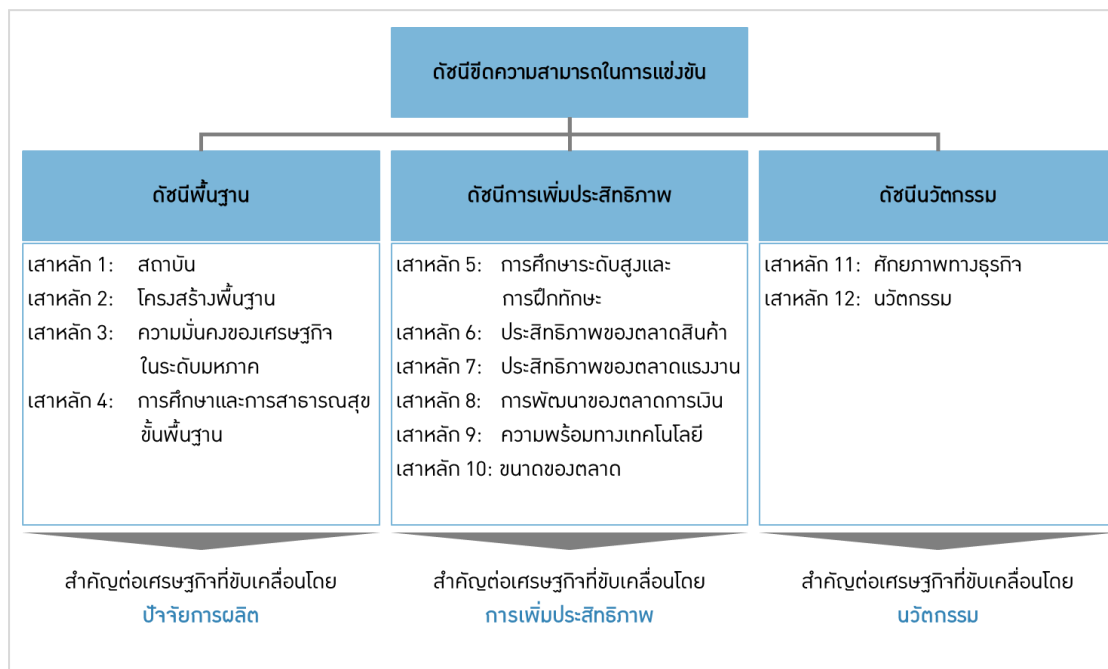 ดัชนีขีดความสามารถในการแข่งขัน
ดัชนีพื้นฐาน
เสาหลัก 1: สถาบัน
เสาหลัก 2: โครงสร้างพื้นฐาน
เสาหลัก 3: ความมั่นคงของเศรษฐกิจ
ในระดับมหภาค
เสาหลัก 4: การศึกษาและการสาธารณสุข
ขั้นพื้นฐาน
สำคัญต่อเศรษฐกิจที่ขับเคลื่อนโดย
ปัจจัยการผลิต
ดัชนีการเพิ่มประสิทธิภาพ
เสาหลัก 5: การศึกษาระดับสูงและ
การฝึกทักษะ
เสาหลัก 6: ประสิทธิภาพของตลาดสินค้า
เสาหลัก 7: ประสิทธิภาพของตลาดแรงงาน
เสาหลัก 8: การพัฒนาของตลาดการเงิน
เสาหลัก 9: ความพร้อมทางเทคโนโลยี
เสาหลัก 10: ขนาดของตลาด
สำคัญต่อเศรษฐกิจที่ขับเคลื่อนโดย
การเพิ่มประสิทธิภาพ
ดัชนีนวัตกรรม
เสาหลัก 11: ศักยภาพทางธุรกิจ
เสาหลัก 12: นวัตกรรม
สำคัญต่อเศรษฐกิจที่ขับเคลื่อนโดย
นวัตกรรม